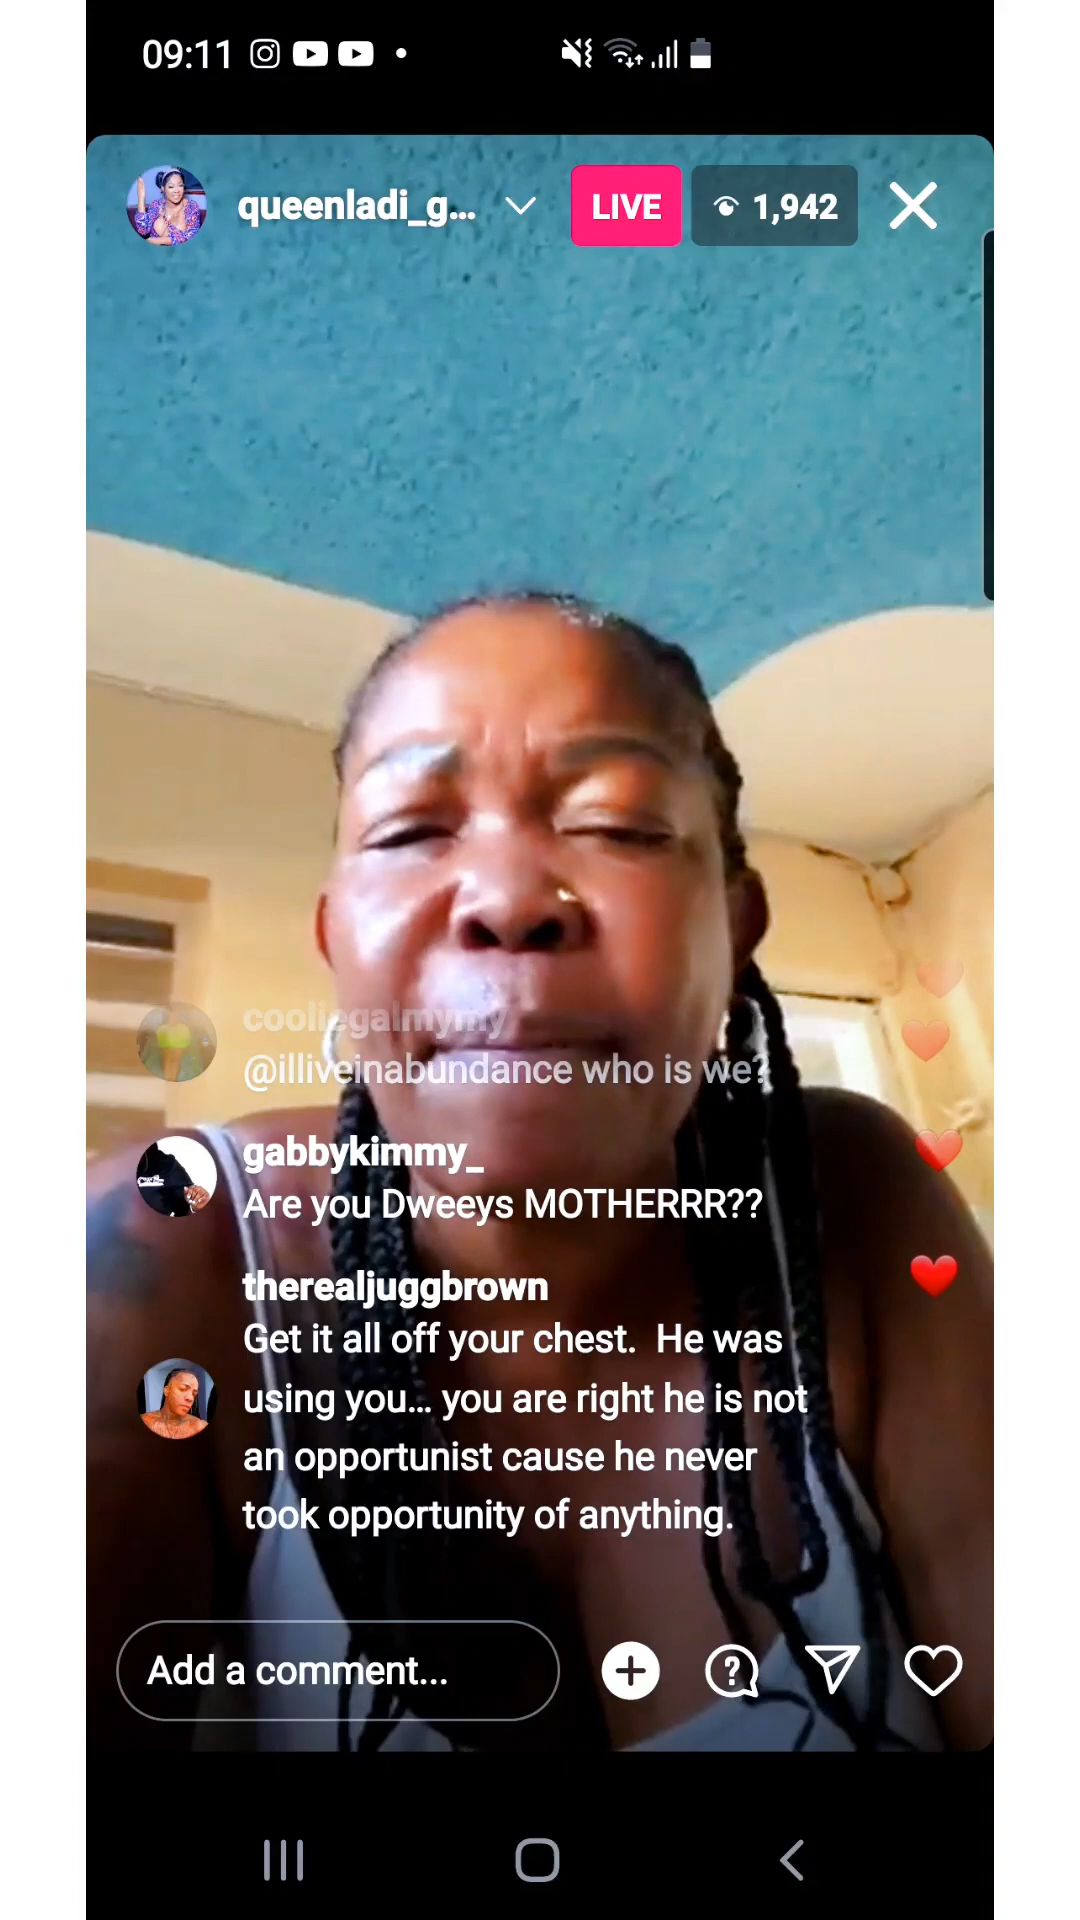 09:11
queenladi_g...
LIVE
1,942
cooliegalmymy
@illiveinabundance who is we?
gabbykimmy_
Are you Dweeys MOTHERRR??
therealjuggbrown
Get it all off your chest.  He was
using you... you are right he is not
an opportunist cause he never
took opportunity of anything.
Add a comment...